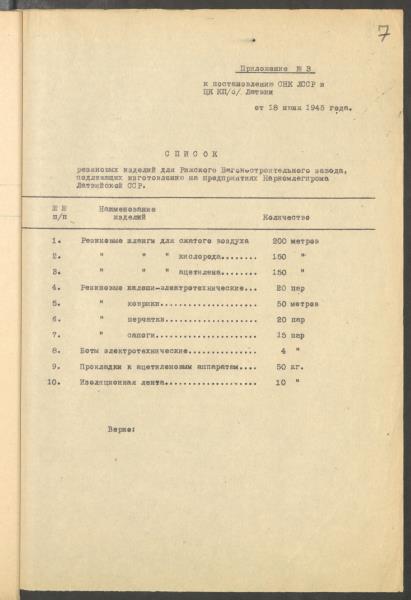 7
Приложение № 3
к постановлению СНК ЛССР и
ЦК КП/б/ Латвии
от 18 июня 1945 года.
СПИСОК
резиновых изделий для Рижского Вагоностроительного завода,
подлежащих изготовлению на предприятиях Наркомлегпрома
Латвийской ССР.
№№ Наименование
п/п изделий Количество
1. Резиновые шланги для сжатого воздуха 200 метров
2. " " " кислорода........ 150 "
3. " " " ацетилена........ 150 "
4. Резиновые калоши-электротехнические... 20 пар
5. " коврики................. 50 метров
6. " перчатки................ 20 пар
7. " сапоги.................. 15 пар
8. Боты электротехнические............... 4 "
9. Прокладки к ацетиленовым аппаратам.... 50 кг.
10. Изоляционная лента.................... 10 "
Верно: